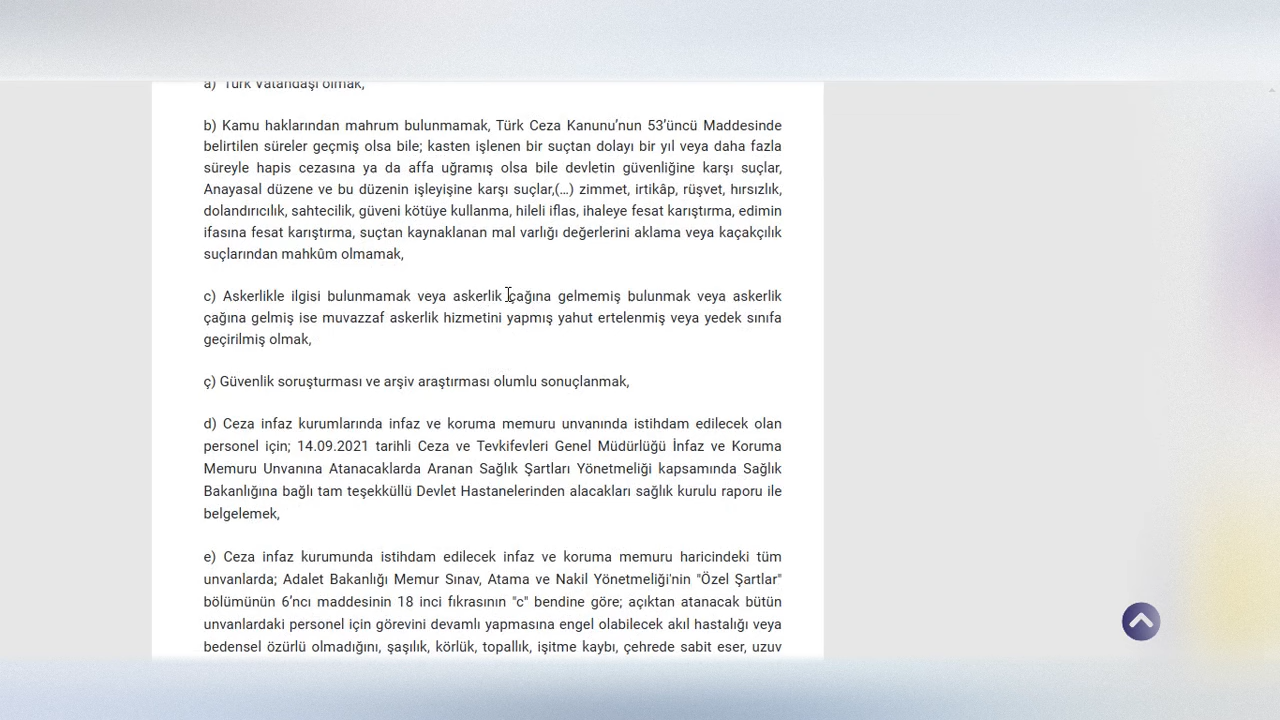 a) Türk Vatandaşı olmak,
b) Kamu haklarından mahrum bulunmamak, Türk Ceza Kanunu’nun 53’üncü Maddesinde
belirtilen süreler geçmiş olsa bile; kasten işlenen bir suçtan dolayı bir yıl veya daha fazla
süreyle hapis cezasına ya da affa uğramış olsa bile devletin güvenliğine karşı suçlar,
Anayasal düzene ve bu düzenin işleyişine karşı suçlar,(…) zimmet, irtikâp, rüşvet, hırsızlık,
dolandırıcılık, sahtecilik, güveni kötüye kullanma, hileli iflas, ihaleye fesat karıştırma, edimin
ifasına fesat karıştırma, suçtan kaynaklanan mal varlığı değerlerini aklama veya kaçakçılık
suçlarından mahkûm olmamak,
c) Askerlikle ilgisi bulunmamak veya askerlik çağına gelmemiş bulunmak veya askerlik
çağına gelmiş ise muvazzaf askerlik hizmetini yapmış yahut ertelenmiş veya yedek sınıfa
geçirilmiş olmak,
ç) Güvenlik soruşturması ve arşiv araştırması olumlu sonuçlanmak,
d) Ceza infaz kurumlarında infaz ve koruma memuru unvanında istihdam edilecek olan
personel için; 14.09.2021 tarihli Ceza ve Tevkifevleri Genel Müdürlüğü İnfaz ve Koruma
Memuru Unvanına Atanacaklarda Aranan Sağlık Şartları Yönetmeliği kapsamında Sağlık
Bakanlığına bağlı tam teşekküllü Devlet Hastanelerinden alacakları sağlık kurulu raporu ile
belgelemek,
e) Ceza infaz kurumunda istihdam edilecek infaz ve koruma memuru haricindeki tüm
unvanlarda; Adalet Bakanlığı Memur Sınav, Atama ve Nakil Yönetmeliği'nin "Özel Şartlar"
bölümünün 6’ncı maddesinin 18 inci fıkrasının "c" bendine göre; açıktan atanacak bütün
unvanlardaki personel için görevini devamlı yapmasına engel olabilecek akıl hastalığı veya
bedensel özürlü olmadığını, şaşılık, körlük, topallık, işitme kaybı, çehrede sabit eser, uzuv